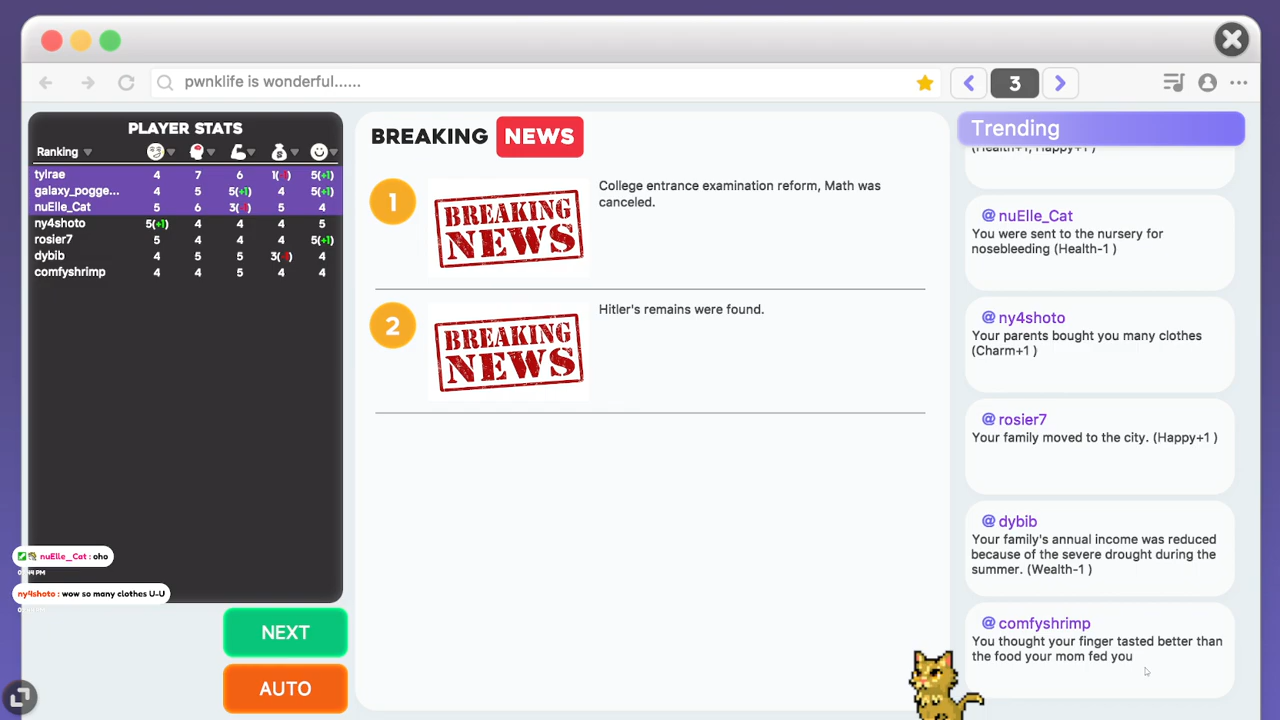 pwnklife is wonderful......
3
PLAYER STATS
Ranking
tylrae 4 7 6 1 5(+1)
galaxy_pogge... 4 5 5(+1) 4 5(+1)
nuElle_Cat 5 6 3 5 4
ny4shoto 5(+1) 4 4 4 5
rosier7 5 4 4 4 5(+1)
dybib 4 5 5 3 4
comfyshrimp 4 4 5 4 4
BREAKING NEWS
1
BREAKING
NEWS
College entrance examination reform, Math was
canceled.
2
BREAKING
NEWS
Hitler's remains were found.
Trending
(Health+1, Happy+1 )
@nuElle_Cat
You were sent to the nursery for
nosebleeding (Health-1 )
@ny4shoto
Your parents bought you many clothes
(Charm+1 )
@rosier7
Your family moved to the city. (Happy+1 )
@dybib
Your family's annual income was reduced
because of the severe drought during the
summer. (Wealth-1 )
@comfyshrimp
You thought your finger tasted better than
the food your mom fed you
nuElle_Cat : oho
ny4shoto : wow so many clothes U-U
NEXT
AUTO